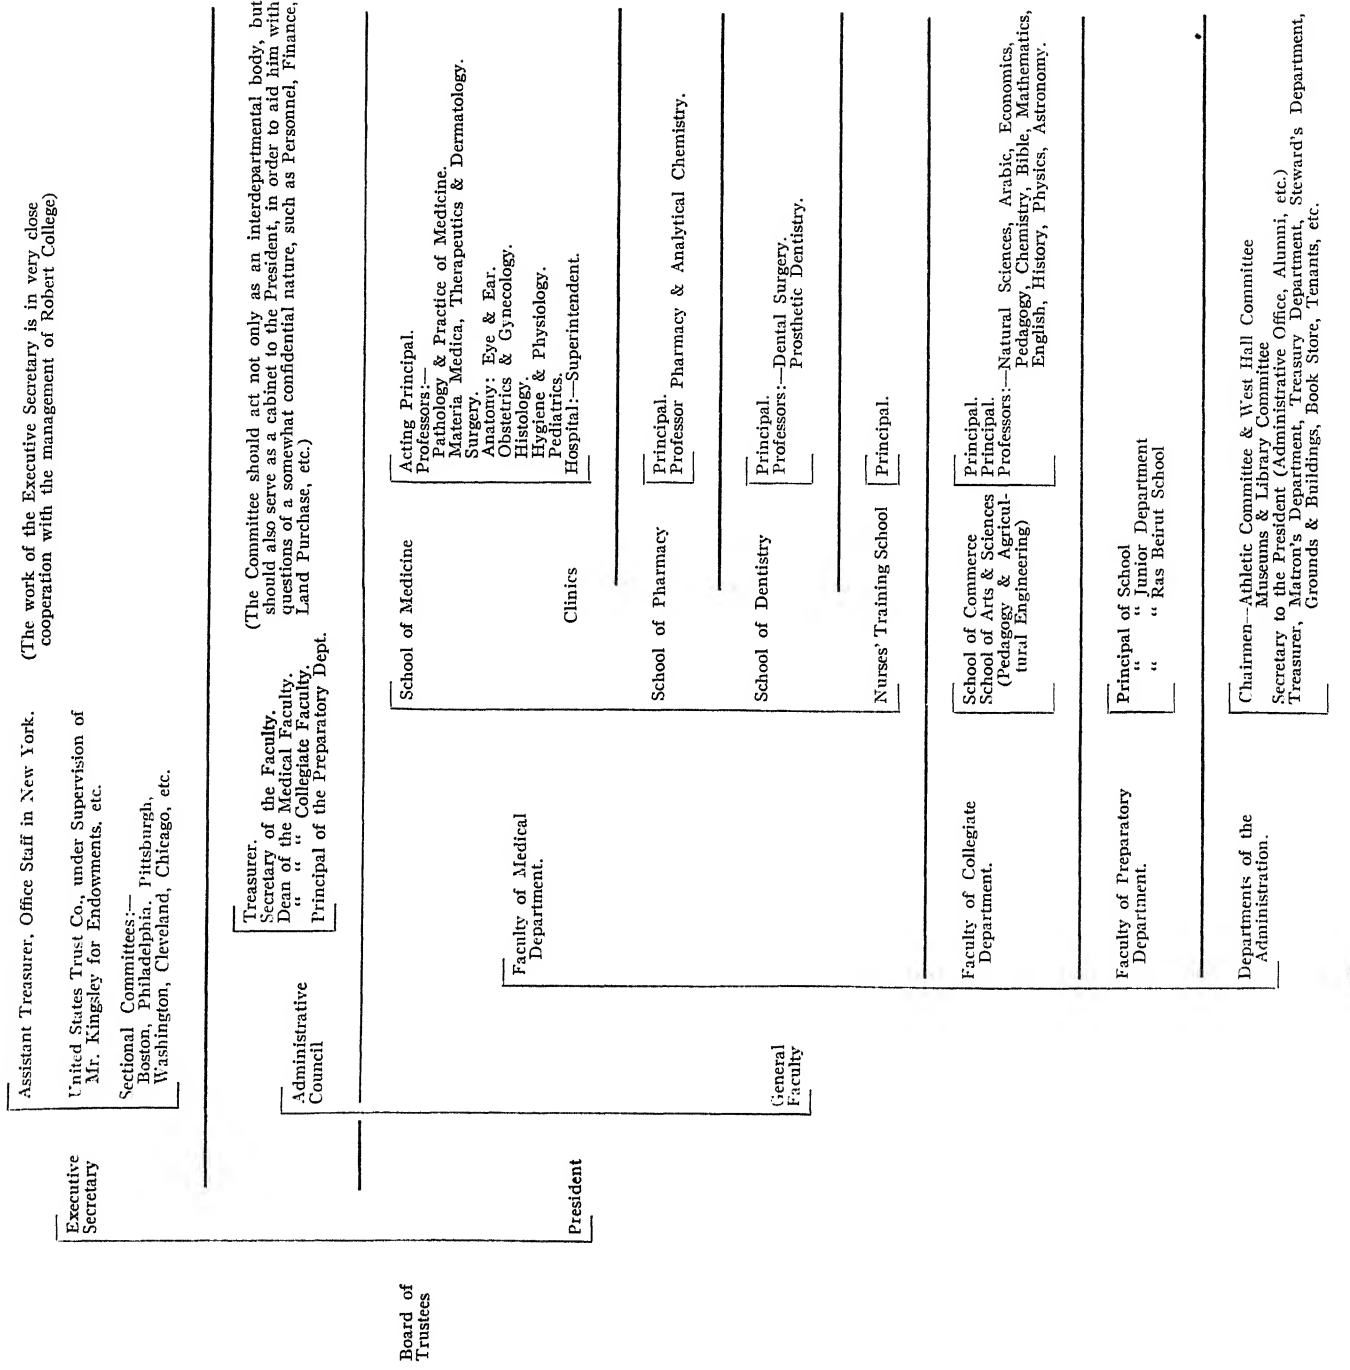 Board of
Trustees
Executive
Secretary
Assistant Treasurer, Office Staff in New York.
(The work of the Executive Secretary is in very close
cooperation with the management of Robert College)
United States Trust Co., under Supervision of
Mr. Kingsley for Endowments, etc.
Sectional Committees:—
Boston, Philadelphia, Pittsburgh,
Washington, Cleveland, Chicago, etc.
President
Administrative
Council
Treasurer.
Secretary of the Faculty.
Dean of the Medical Faculty.
“ “ “ Collegiate Faculty.
Principal of the Preparatory Dept.
(The Committee should act not only as an interdepartmental body, but
should also serve as a cabinet to the President, in order to aid him with
questions of a somewhat confidential nature, such as Personnel, Finance,
Land Purchase, etc.)
General
Faculty
Faculty of Medical
Department.
School of Medicine
Acting Principal.
Professors:—
Pathology & Practice of Medicine.
Materia Medica, Therapeutics & Dermatology.
Surgery.
Anatomy: Eye & Ear.
Obstetrics & Gynecology.
Histology.
Hygiene & Physiology.
Pediatrics.
Clinics
Hospital:—Superintendent.
School of Pharmacy
Principal.
Professor Pharmacy & Analytical Chemistry.
School of Dentistry
Principal.
Professors:—Dental Surgery.
Prosthetic Dentistry.
Nurses' Training School
Principal.
Faculty of Collegiate
Department.
School of Commerce
School of Arts & Sciences
(Pedagogy & Agricul-
tural Engineering)
Principal.
Principal.
Professors:—Natural Sciences, Arabic, Economics,
Pedagogy, Chemistry, Bible, Mathematics,
English, History, Physics, Astronomy.
Faculty of Preparatory
Department.
Principal of School
“ “ Junior Department
“ “ Ras Beirut School
Departments of the
Administration.
Chairmen—Athletic Committee & West Hall Committee
Museums & Library Committee
Secretary to the President (Administrative Office, Alumni, etc.)
Treasurer, Matron's Department, Treasury Department, Steward's Department,
Grounds & Buildings, Book Store, Tenants, etc.